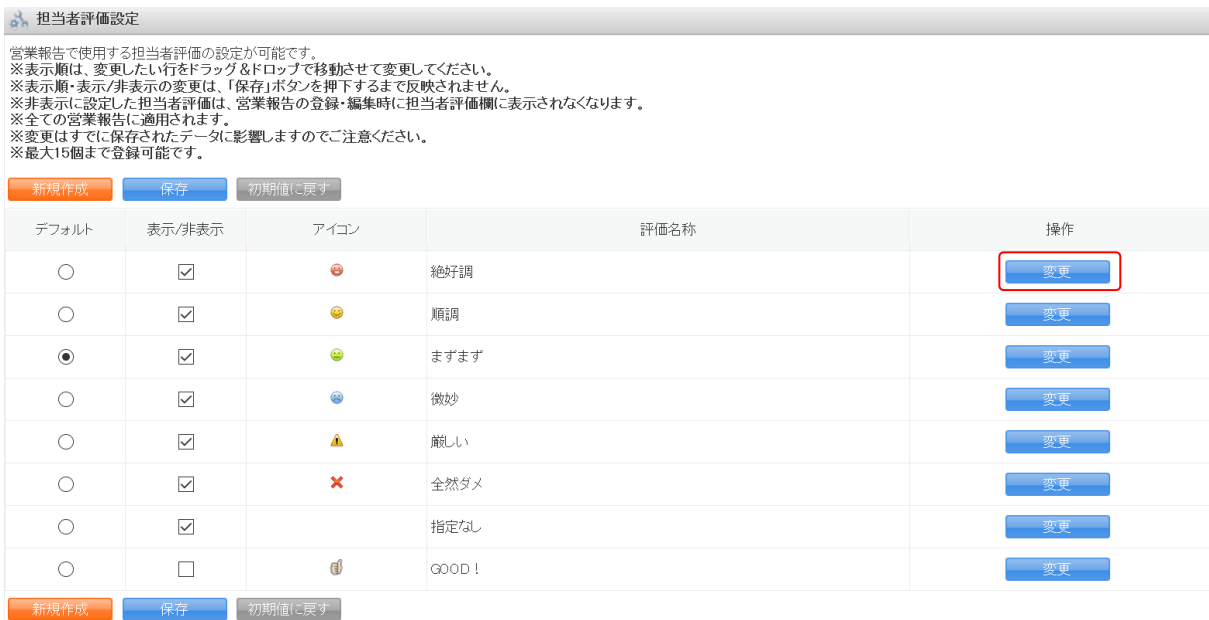 担当者評価設定
営業報告で使用する担当者評価の設定が可能です。
※表示順は、変更したい行をドラッグ&ドロップで移動させて変更してください。
※表示順・表示/非表示の変更は、「保存」ボタンを押下するまで反映されません。
※非表示に設定した担当者評価は、営業報告の登録・編集時に担当者評価欄に表示されなくなります。
※全ての営業報告に適用されます。
※変更はすでに保存されたデータに影響しますのでご注意ください。
※最大15個まで登録可能です。
新規作成 保存 初期値に戻す
デフォルト 表示/非表示 アイコン 評価名称 操作
絶好調 変更
順調 変更
まずまず 変更
微妙 変更
厳しい 変更
全然ダメ 変更
指定なし 変更
GOOD! 変更
新規作成 保存 初期値に戻す